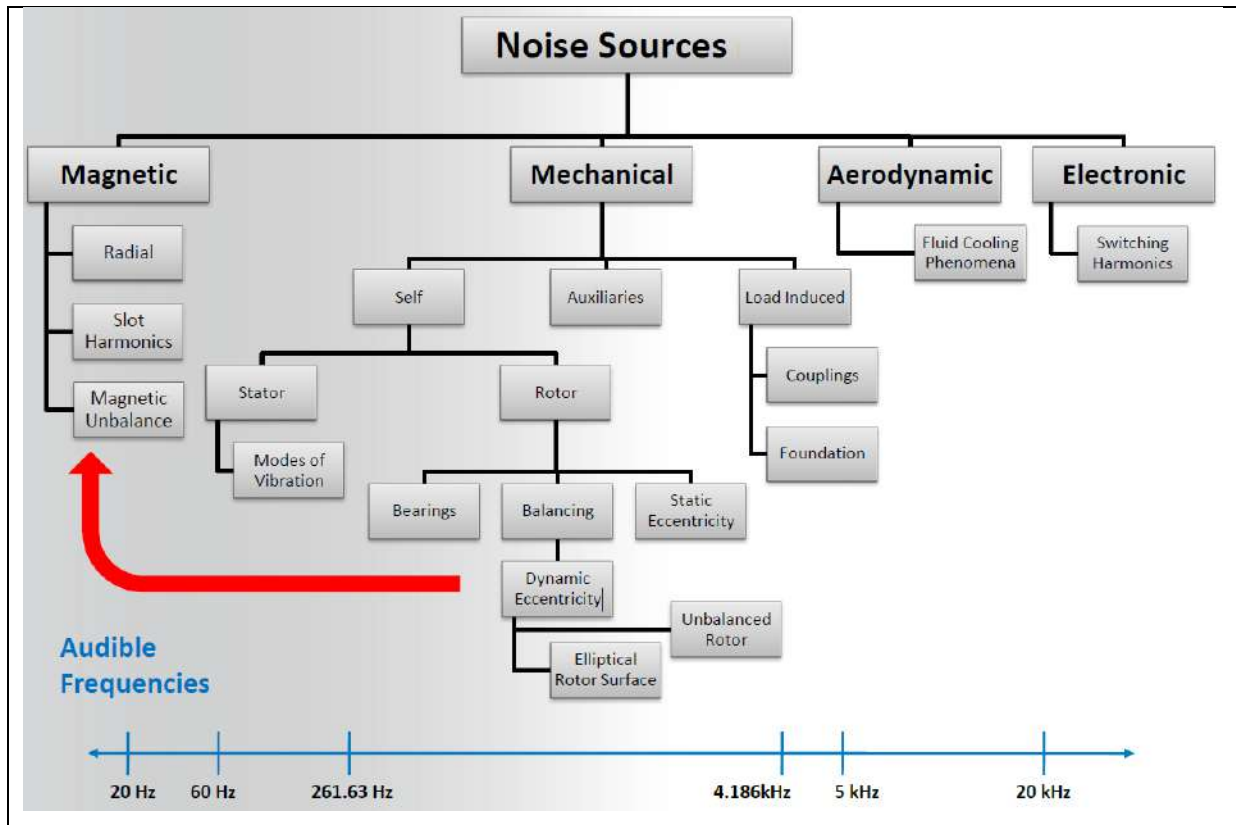 Noise Sources
Magnetic
Mechanical
Aerodynamic
Electronic
Radial
Slot
Harmonics
Magnetic
Unbalance
Self
Auxiliaries
Load Induced
Fluid Cooling
Phenomena
Switching
Harmonics
Stator
Rotor
Couplings
Modes of
Vibration
Foundation
Bearings
Balancing
Static
Eccentricity
Dynamic
Eccentricity
Unbalanced
Rotor
Elliptical
Rotor Surface
Audible
Frequencies
20 Hz
60 Hz
261.63 Hz
4.186kHz
5 kHz
20 kHz